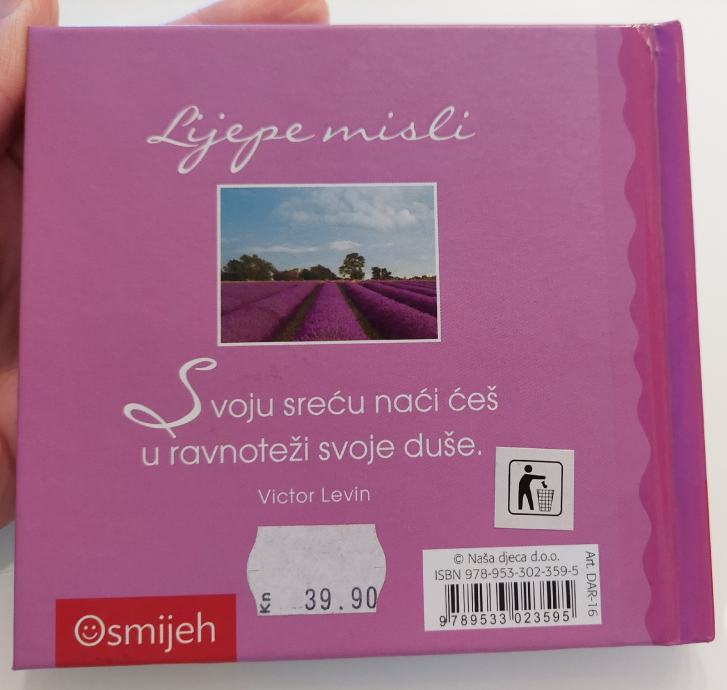 Lijepe misli
Svoju sreću naći ćeš
u ravnoteži svoje duše.
Victor Levin
Kn 39.90
© Naša djeca d.o.o.
ISBN 978-953-302-359-5
9789533023595
Art. DAR-16
Osmijeh